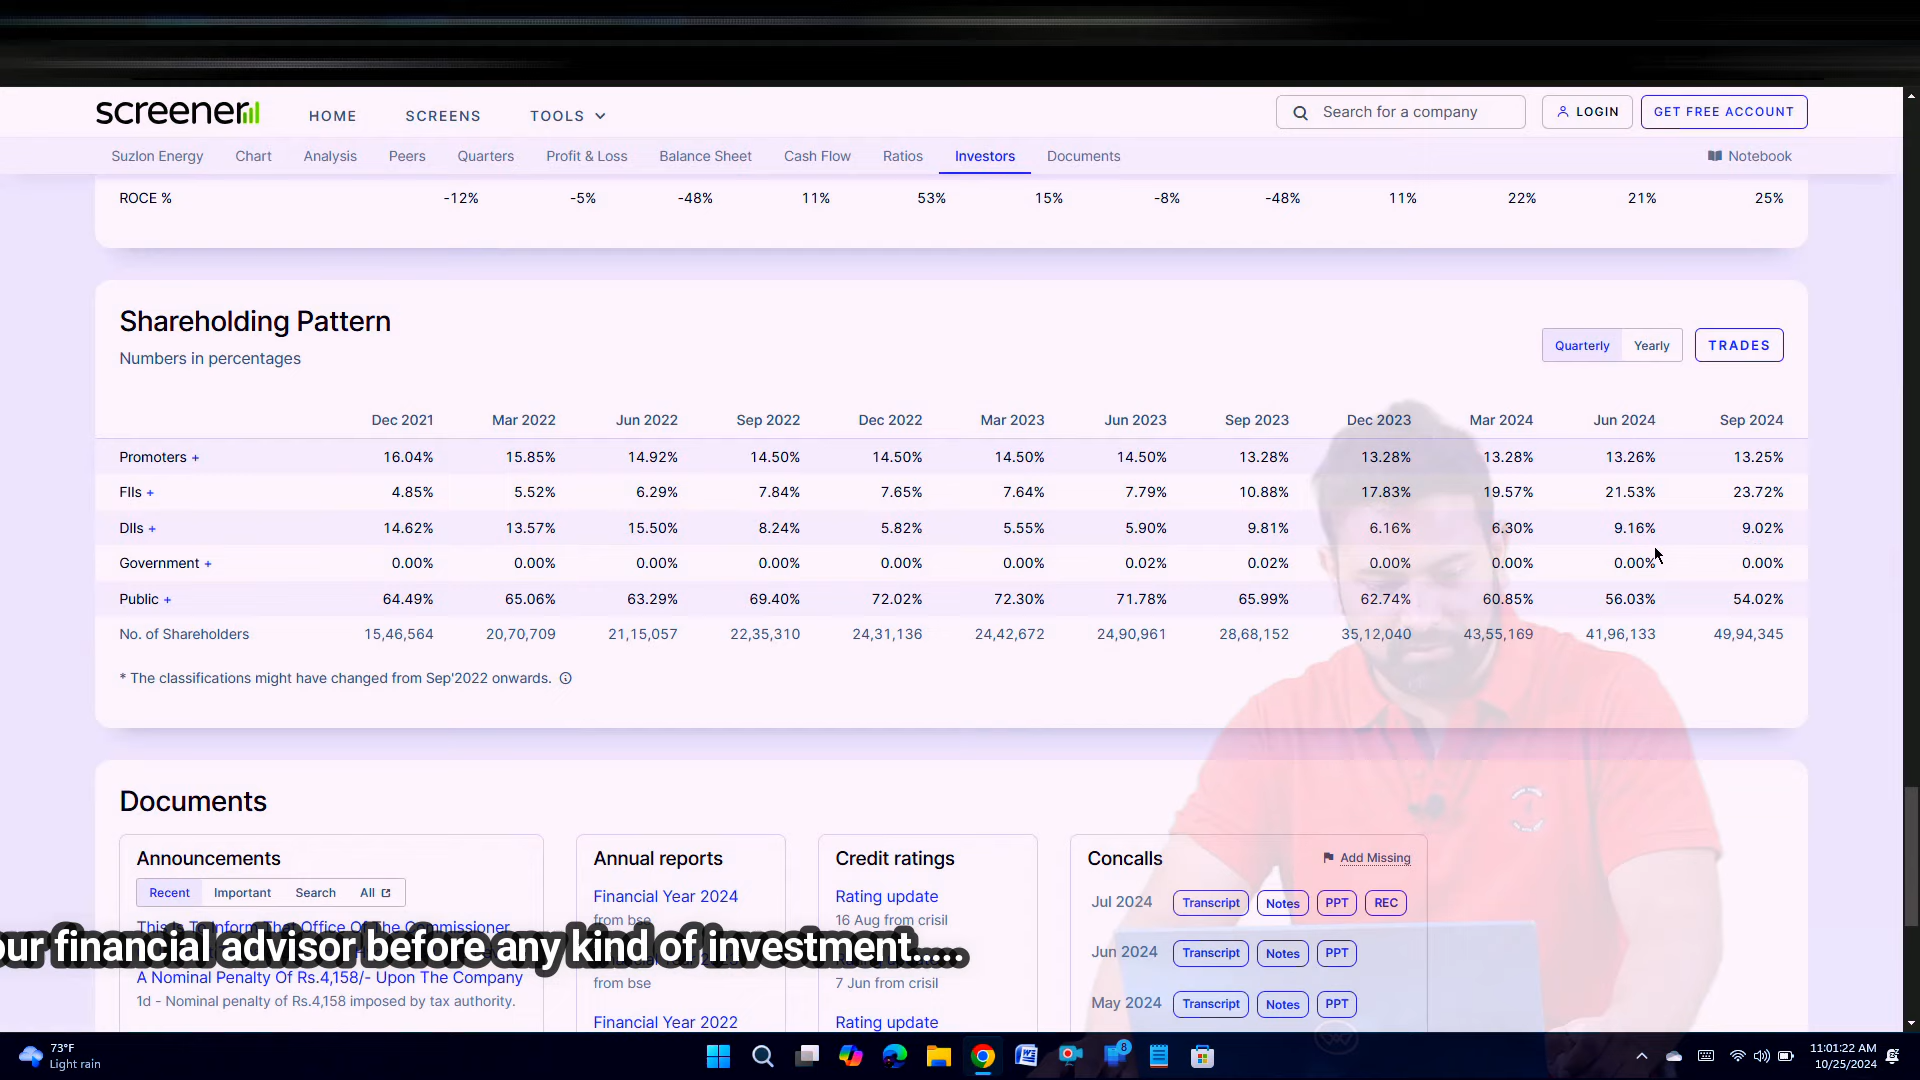 screener
HOME SCREENS TOOLS
Search for a company
LOGIN
GET FREE ACCOUNT
Suzlon Energy Chart Analysis Peers Quarters Profit & Loss Balance Sheet Cash Flow Ratios Investors Documents Notebook
ROCE % -12% -5% -48% 11% 53% 15% -8% -48% 11% 22% 21% 25%
Shareholding Pattern
Numbers in percentages
Quarterly Yearly TRADES
Dec 2021 Mar 2022 Jun 2022 Sep 2022 Dec 2022 Mar 2023 Jun 2023 Sep 2023 Dec 2023 Mar 2024 Jun 2024 Sep 2024
Promoters + 16.04% 15.85% 14.92% 14.50% 14.50% 14.50% 14.50% 13.28% 13.28% 13.28% 13.26% 13.25%
FIIs + 4.85% 5.52% 6.29% 7.84% 7.65% 7.64% 7.79% 10.88% 17.83% 19.57% 21.53% 23.72%
DIIs + 14.62% 13.57% 15.50% 8.24% 5.82% 5.55% 5.90% 9.81% 6.16% 6.30% 9.16% 9.02%
Government + 0.00% 0.00% 0.00% 0.00% 0.00% 0.00% 0.02% 0.02% 0.00% 0.00% 0.00% 0.00%
Public + 64.49% 65.06% 63.29% 69.40% 72.02% 72.30% 71.78% 65.99% 62.74% 60.85% 56.03% 54.02%
No. of Shareholders 15,46,564 20,70,709 21,15,057 22,35,310 24,31,136 24,42,672 24,90,961 28,68,152 35,12,040 43,55,169 41,96,133 49,94,345
* The classifications might have changed from Sep'2022 onwards.
Documents
Announcements
Recent Important Search All
This Is To Inform That Office Of The Commissioner
A Nominal Penalty Of Rs.4,158/- Upon The Company
1d - Nominal penalty of Rs.4,158 imposed by tax authority.
Annual reports
Financial Year 2024
from bse
from bse
Financial Year 2022
Credit ratings
Rating update
16 Aug from crisil
7 Jun from crisil
Rating update
Concalls
Add Missing
Jul 2024 Transcript Notes PPT REC
Jun 2024 Transcript Notes PPT
May 2024 Transcript Notes PPT
our financial advisor before any kind of investment.....
73°F
Light rain
8
11:01:22 AM
10/25/2024